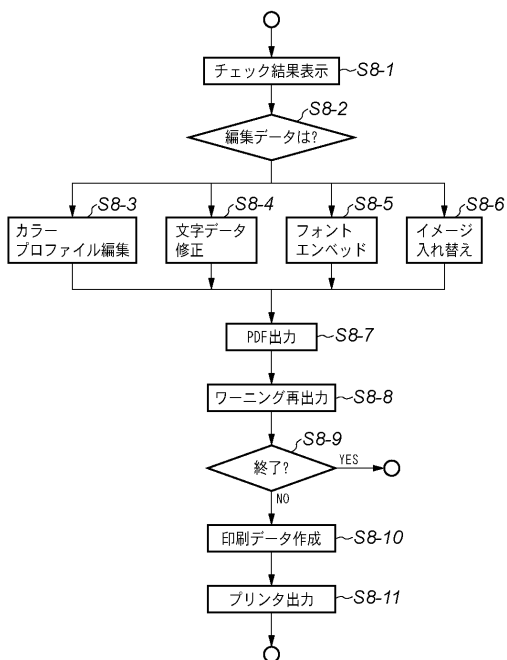 チェック結果表示
S8-1
S8-2
編集データは?
S8-3
カラー
プロファイル編集
S8-4
文字データ
修正
S8-5
フォント
エンベッド
S8-6
イメージ
入れ替え
PDF出力
S8-7
ワーニング再出力
S8-8
S8-9
終了?
YES
NO
印刷データ作成
S8-10
プリンタ出力
S8-11